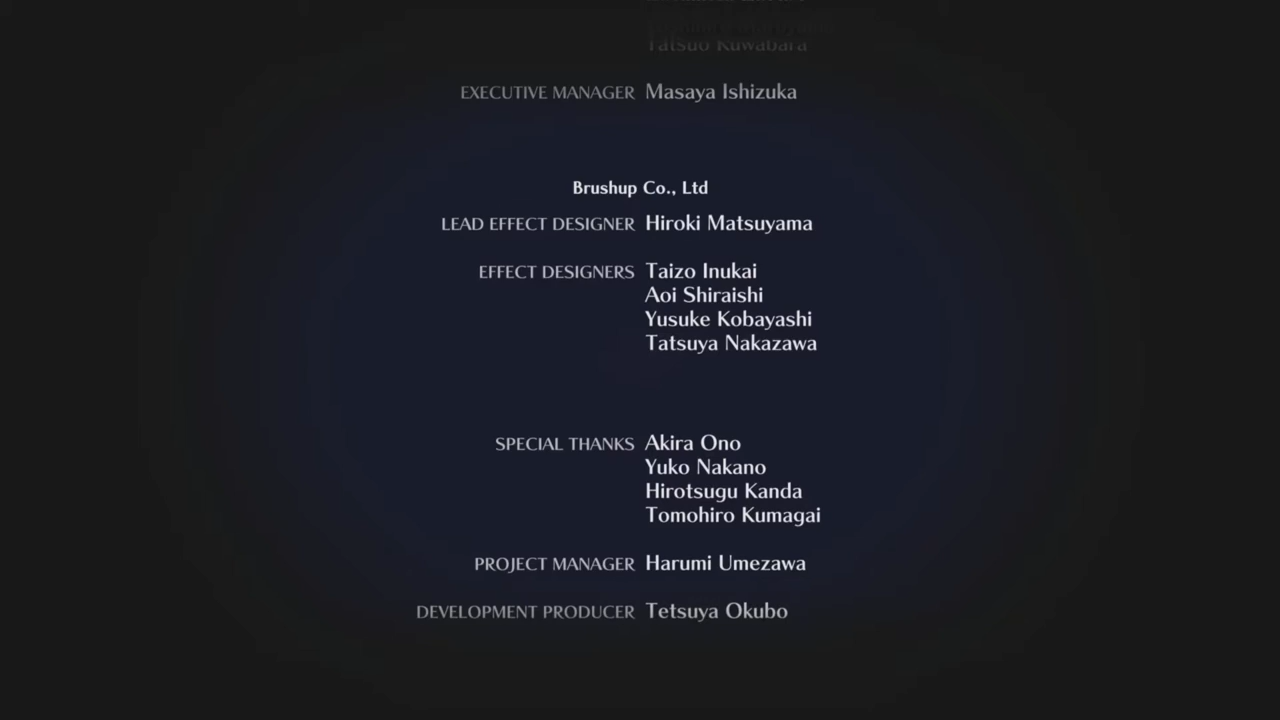 Tatsuo Kuwabara
EXECUTIVE MANAGER Masaya Ishizuka
Brushup Co., Ltd
LEAD EFFECT DESIGNER Hiroki Matsuyama
EFFECT DESIGNERS Taizo Inukai
Aoi Shiraishi
Yusuke Kobayashi
Tatsuya Nakazawa
SPECIAL THANKS Akira Ono
Yuko Nakano
Hirotsugu Kanda
Tomohiro Kumagai
PROJECT MANAGER Harumi Umezawa
DEVELOPMENT PRODUCER Tetsuya Okubo